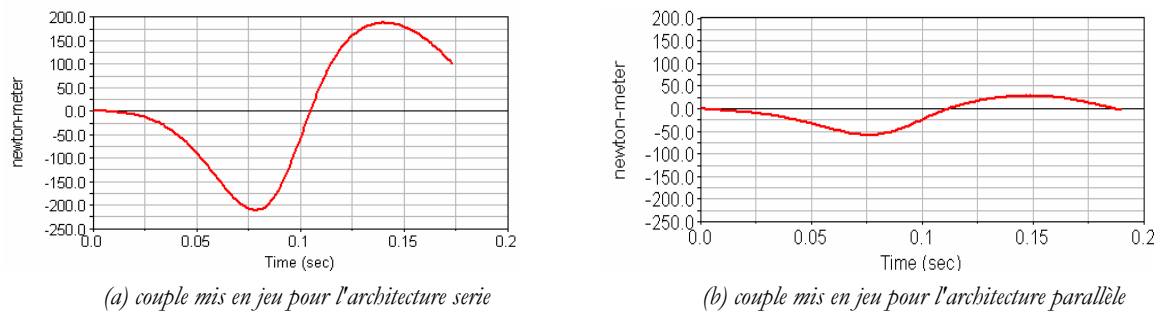 200.0
150.0
100.0
50.0
0.0
-50.0
-100.0
-150.0
-200.0
-250.0
newton-meter
0.0 0.05 0.1 0.15 0.2
Time (sec)
(a) couple mis en jeu pour l'architecture serie
200.0
150.0
100.0
50.0
0.0
-50.0
-100.0
-150.0
-200.0
-250.0
newton-meter
0.0 0.05 0.1 0.15 0.2
Time (sec)
(b) couple mis en jeu pour l'architecture parallèle